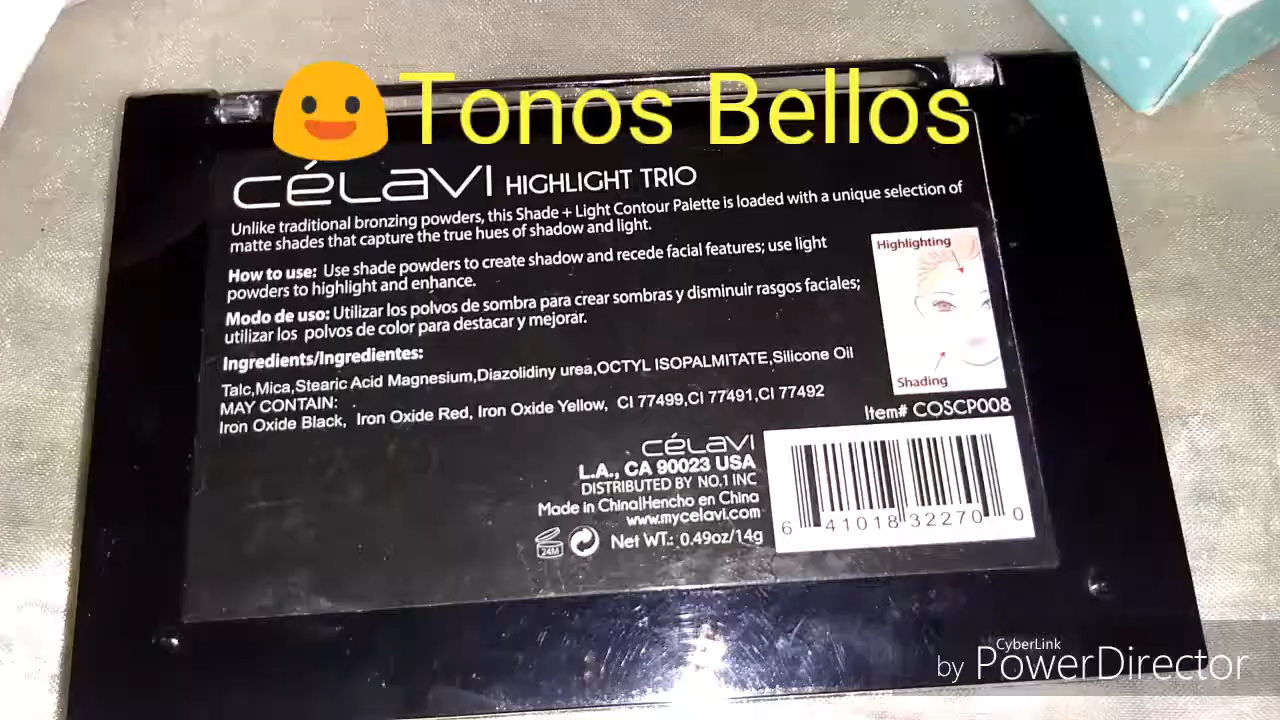 Tonos Bellos
céLaVI HIGHLIGHT TRIO
Unlike traditional bronzing powders, this Shade + Light Contour Palette is loaded with a unique selection of
matte shades that capture the true hues of shadow and light.
How to use: Use shade powders to create shadow and recede facial features; use light
powders to highlight and enhance.
Modo de uso: Utilizar los polvos de sombra para crear sombras y disminuir rasgos faciales;
utilizar los polvos de color para destacar y mejorar.
Highlighting
Shading
Ingredients/Ingredientes:
Talc,Mica,Stearic Acid Magnesium,Diazolidiny urea,OCTYL ISOPALMITATE,Silicone Oil
MAY CONTAIN:
Iron Oxide Black, Iron Oxide Red, Iron Oxide Yellow, CI 77499,CI 77491,CI 77492
Item# COSCP008
céLaVI
L.A., CA 90023 USA
DISTRIBUTED BY NO.1 INC
Made in China|Hencho en China
www.mycelavi.com
24M Net WT.: 0.49oz/14g
6 41018 32270 0
CyberLink
by PowerDirector